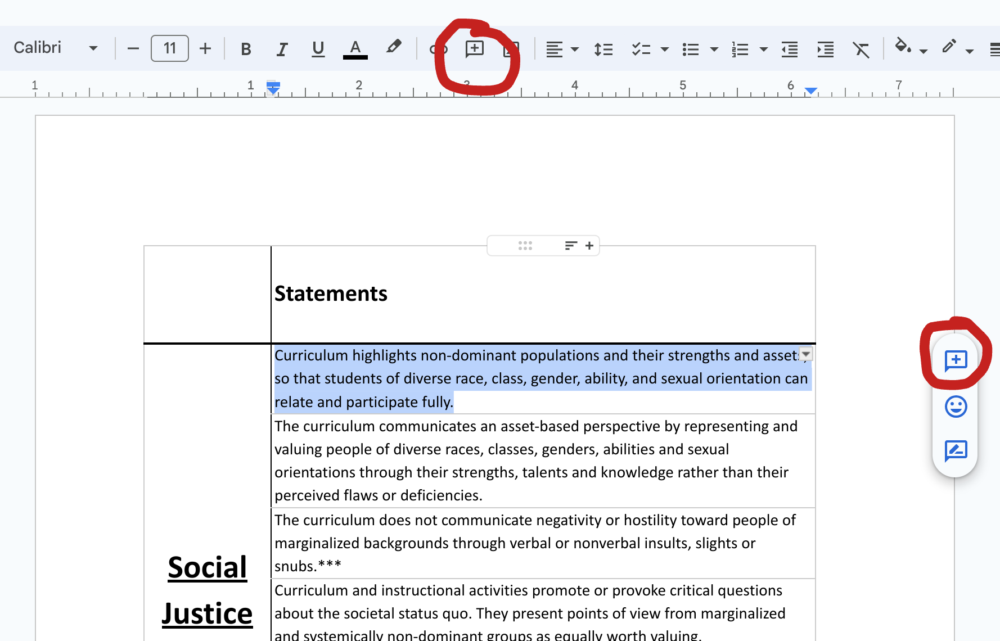 Calibri 11 B I U A
1 1 2 3 4 5 6 7
Statements
Curriculum highlights non-dominant populations and their strengths and assets,
so that students of diverse race, class, gender, ability, and sexual orientation can
relate and participate fully.
The curriculum communicates an asset-based perspective by representing and
valuing people of diverse races, classes, genders, abilities and sexual
orientations through their strengths, talents and knowledge rather than their
perceived flaws or deficiencies.
The curriculum does not communicate negativity or hostility toward people of
marginalized backgrounds through verbal or nonverbal insults, slights or
snubs.***
Social
Justice
Curriculum and instructional activities promote or provoke critical questions
about the societal status quo. They present points of view from marginalized
and systemically non-dominant groups as equally worth valuing.